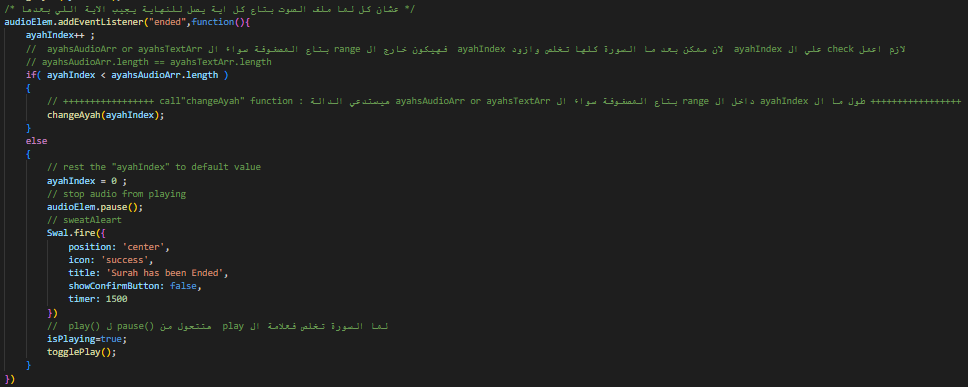 /* عشان كل لما ملف الصوت بتاع كل اية يصل للنهاية يجيب الاية اللي بعدها */
audioElem.addEventListener("ended",function(){
ayahIndex++ ;
// لازم اعمل check علي ال ayahIndex لان ممكن بعد ما السورة كلها تخلص وازود ayahIndex فهيكون خارج ال range بتاع المصفوفة سواء ال ayahsAudioArr or ayahsTextArr
// ayahsAudioArr.length == ayahsTextArr.length
if( ayahIndex < ayahsAudioArr.length )
{
// +++++++++++++++++ call"changeAyah" function : هيستدعي الدالة ayahsAudioArr or ayahsTextArr بتاع المصفوفة سواء ال range داخل ال ayahIndex طول ما ال +++++++++++++++++
changeAyah(ayahIndex);
}
else
{
// rest the "ayahIndex" to default value
ayahIndex = 0 ;
// stop audio from playing
audioElem.pause();
// sweatAleart
Swal.fire({
position: 'center',
icon: 'success',
title: 'Surah has been Ended',
showConfirmButton: false,
timer: 1500
})
// لما السورة تخلص فعلامة ال play هتتحول من pause() ل play()
isPlaying=true;
togglePlay();
}
})